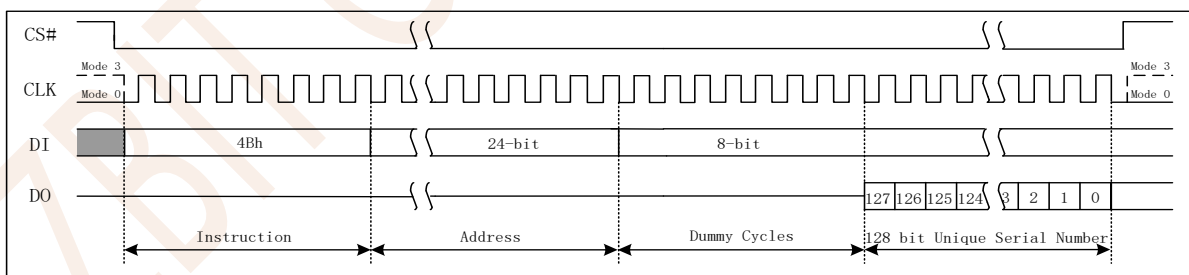 CS#
Mode 3
Mode 3
CLK
Mode 0
Mode 0
DI
4Bh
24-bit
8-bit
DO
127 126 125 124 3 2 1 0
Instruction
Address
Dummy Cycles
128 bit Unique Serial Number
ZBIT